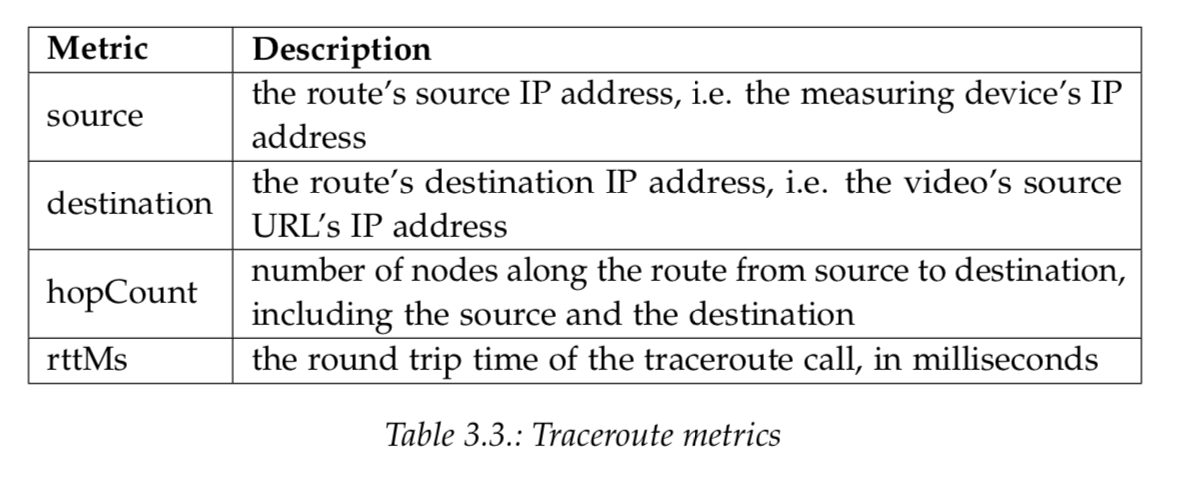 Metric Description
source the route's source IP address, i.e. the measuring device's IP
address
destination the route's destination IP address, i.e. the video's source
URL's IP address
hopCount number of nodes along the route from source to destination,
including the source and the destination
rttMs the round trip time of the traceroute call, in milliseconds
Table 3.3.: Traceroute metrics